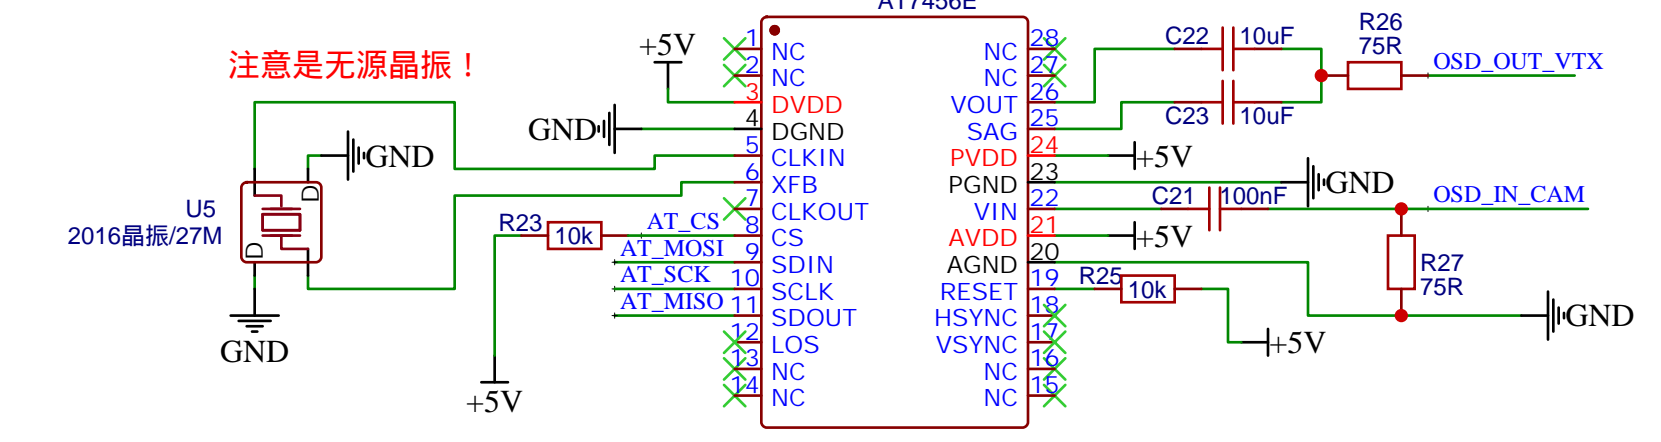 AT7456E
注意是无源晶振！
+5V
GND
GND
U5
2016晶振/27M
D
D
GND
R23
10k
+5V
AT_CS
AT_MOSI
AT_SCK
AT_MISO
1 NC
2 NC
3 DVDD
4 DGND
5 CLKIN
6 XFB
7 CLKOUT
8 CS
9 SDIN
10 SCLK
11 SDOUT
12 LOS
13 NC
14 NC
NC 28
NC 27
VOUT 26
SAG 25
PVDD 24
PGND 23
VIN 22
AVDD 21
AGND 20
RESET 19
HSYNC 18
VSYNC 17
NC 16
NC 15
C22 10uF
C23 10uF
R26
75R
OSD_OUT_VTX
+5V
GND
C21 100nF
OSD_IN_CAM
+5V
R25
10k
+5V
R27
75R
GND